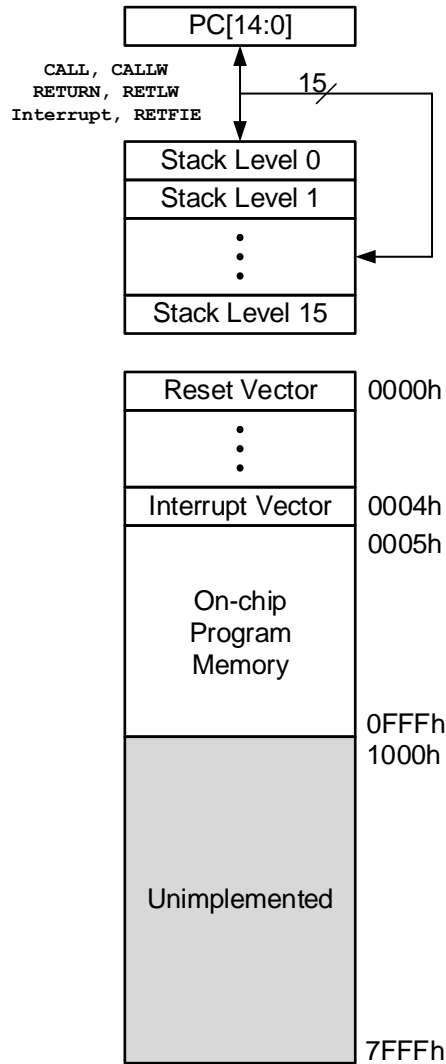 PC[14:0]
CALL, CALLW
RETURN, RETLW
Interrupt, RETFIE
15
Stack Level 0
Stack Level 1
Stack Level 15
Reset Vector
0000h
Interrupt Vector
0004h
0005h
On-chip
Program
Memory
0FFFh
1000h
Unimplemented
7FFFh